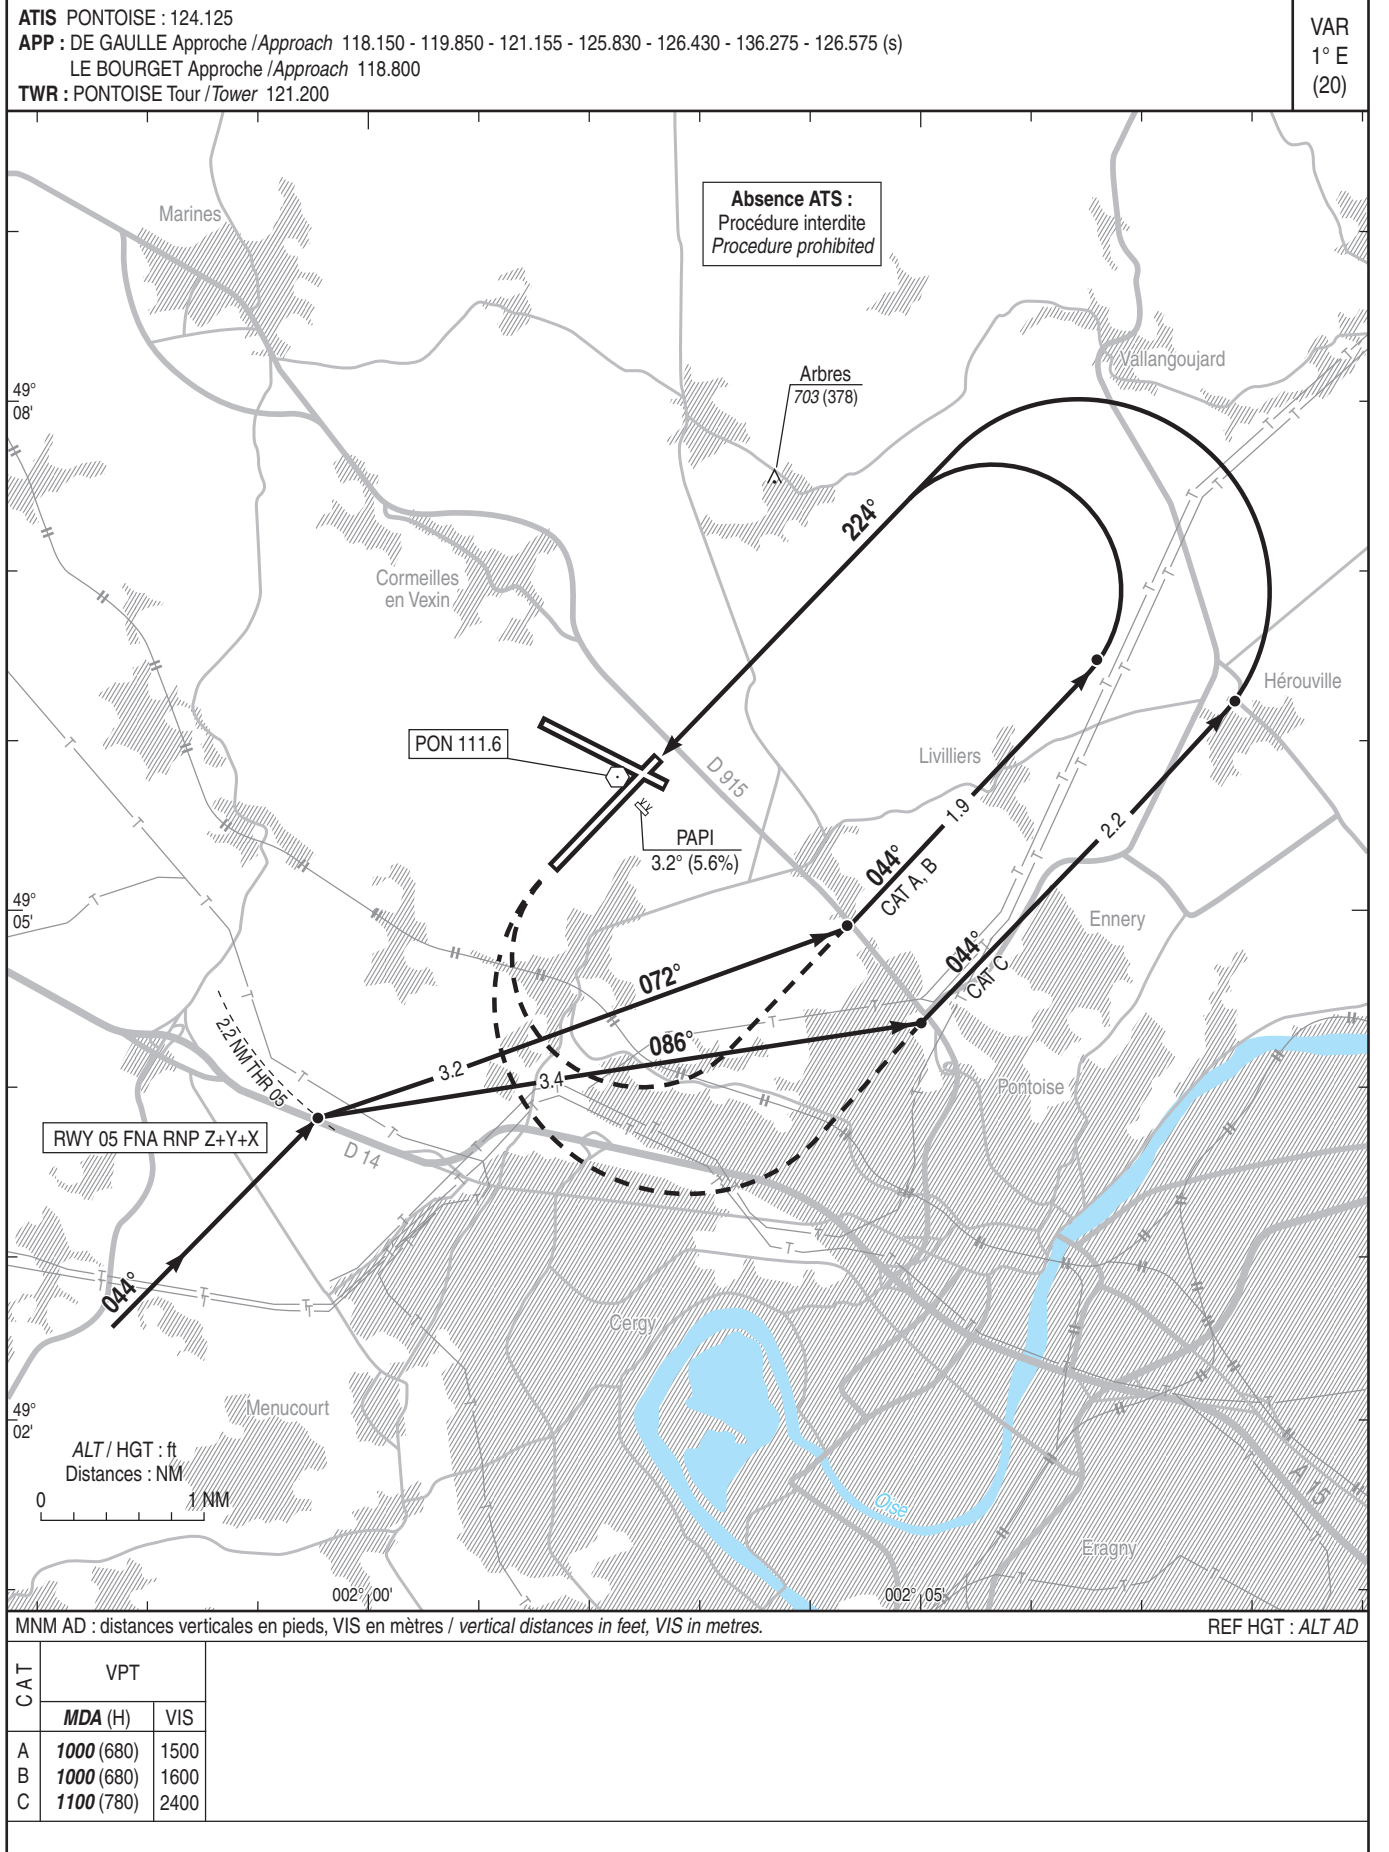 ATIS PONTOISE : 124.125
APP : DE GAULLE Approche /Approach 118.150 - 119.850 - 121.155 - 125.830 - 126.430 - 136.275 - 126.575 (s)
LE BOURGET Approche /Approach 118.800
TWR : PONTOISE Tour /Tower 121.200
VAR
1° E
(20)
Absence ATS :
Procédure interdite
Procedure prohibited
Marines
Vallangoujard
Arbres
703 (378)
49°
08'
224°
Cormeilles
en Vexin
Hérouville
PON 111.6
D 915
Livilliers
1.9
2.2
PAPI
3.2° (5.6%)
044°
CAT A, B
49°
05'
Ennery
044°
CAT C
072°
086°
2.2 NM THR 05
3.2
3.4
Pontoise
RWY 05 FNA RNP Z+Y+X
D 14
044°
Cergy
Menucourt
49°
02'
ALT / HGT : ft
Distances : NM
0
1 NM
A 15
Oise
Eragny
002° 00'
002° 05'
MNM AD : distances verticales en pieds, VIS en mètres / vertical distances in feet, VIS in metres.
REF HGT : ALT AD
CAT
VPT
MDA (H) VIS
A 1000 (680) 1500
B 1000 (680) 1600
C 1100 (780) 2400